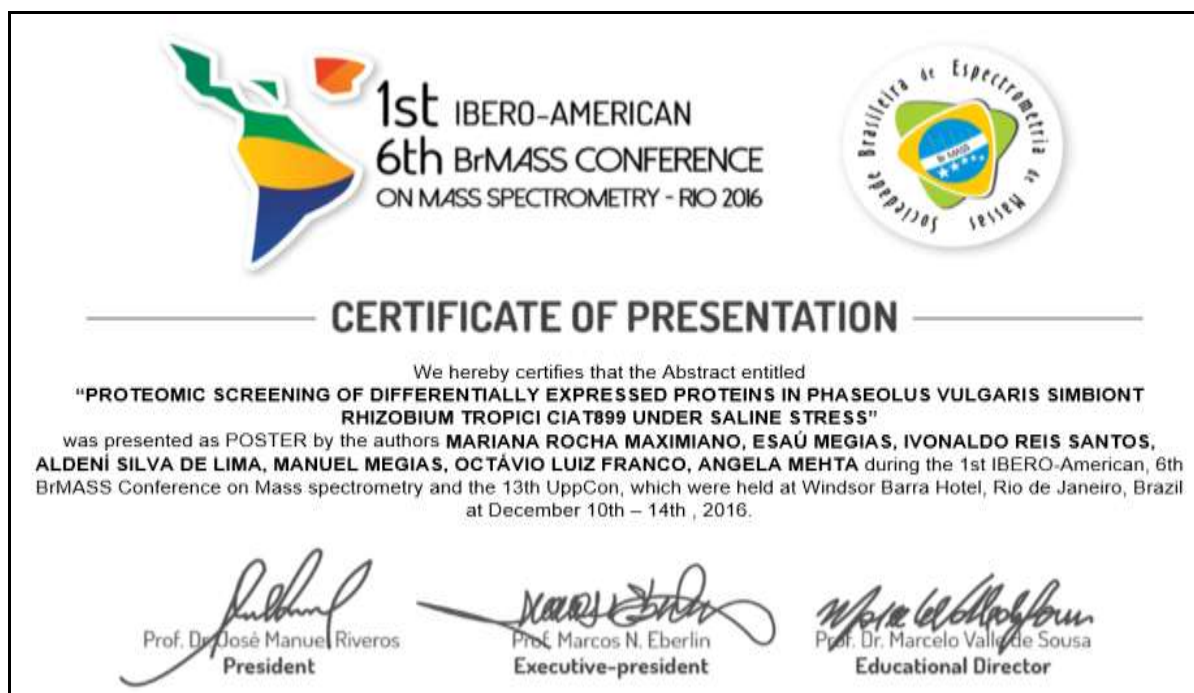 1st IBERO-AMERICAN
6th BrMASS CONFERENCE
ON MASS SPECTROMETRY - RIO 2016
Sociedade Brasileira de Espectrometria de Massas
Br MASS
CERTIFICATE OF PRESENTATION
We hereby certifies that the Abstract entitled
“PROTEOMIC SCREENING OF DIFFERENTIALLY EXPRESSED PROTEINS IN PHASEOLUS VULGARIS SIMBIONT
RHIZOBIUM TROPICI CIAT899 UNDER SALINE STRESS”
was presented as POSTER by the authors MARIANA ROCHA MAXIMIANO, ESAÚ MEGIAS, IVONALDO REIS SANTOS,
ALDENÍ SILVA DE LIMA, MANUEL MEGIAS, OCTÁVIO LUIZ FRANCO, ANGELA MEHTA during the 1st IBERO-American, 6th
BrMASS Conference on Mass spectrometry and the 13th UppCon, which were held at Windsor Barra Hotel, Rio de Janeiro, Brazil
at December 10th – 14th , 2016.
Prof. Dr. José Manuel Riveros
President
Prof. Marcos N. Eberlin
Executive-president
Prof. Dr. Marcelo Valle de Sousa
Educational Director